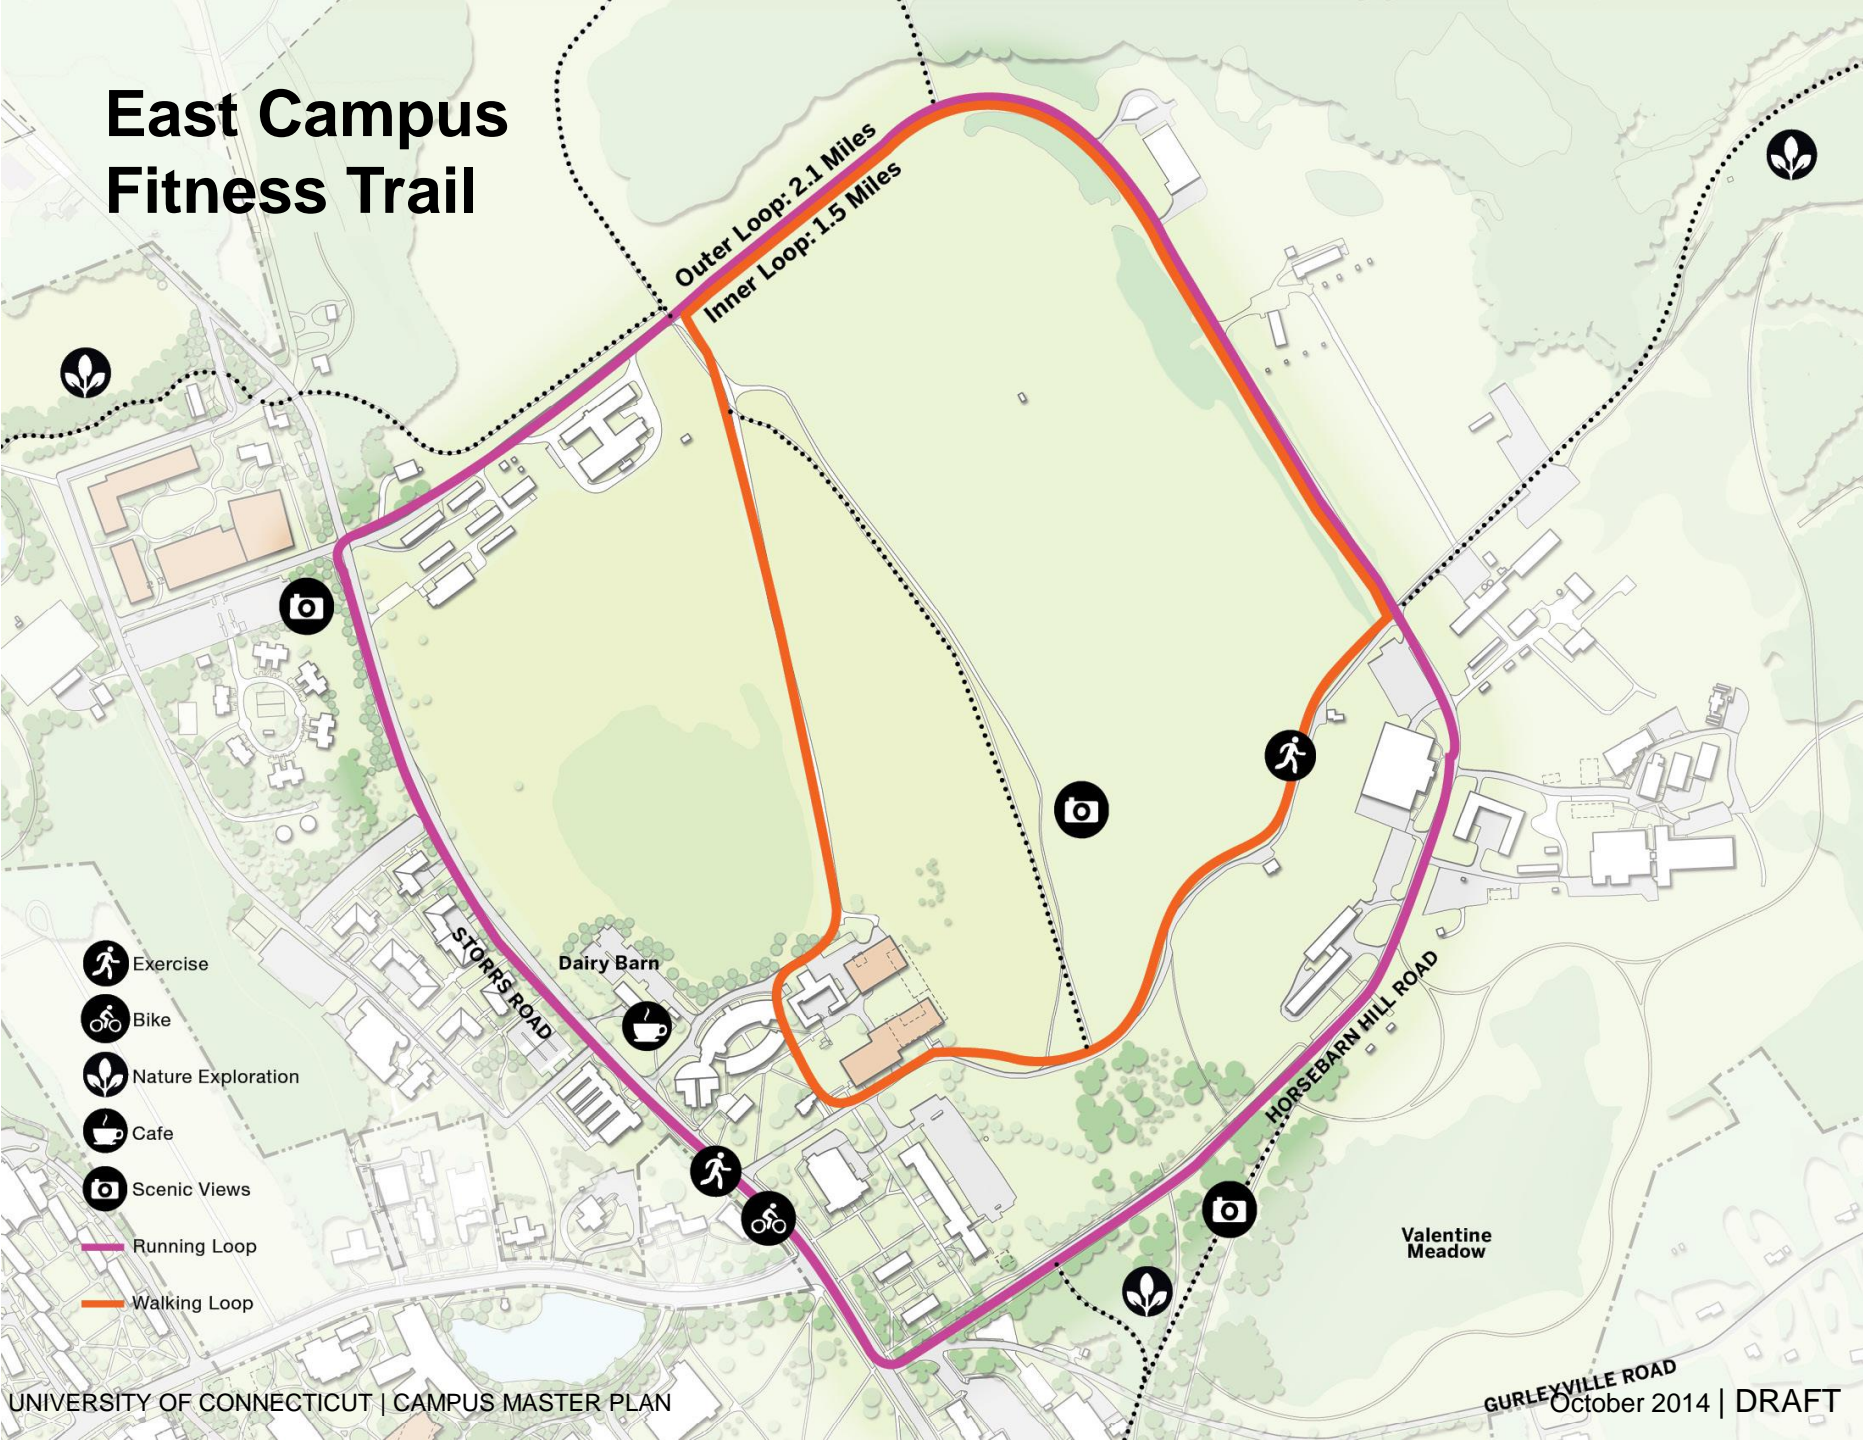 East Campus
Fitness Trail
Outer Loop: 2.1 Miles
Inner Loop: 1.5 Miles
STORRS ROAD
Dairy Barn
HORSEBARN HILL ROAD
Exercise
Bike
Nature Exploration
Cafe
Scenic Views
Running Loop
Walking Loop
Valentine
Meadow
GURLEYVILLE ROAD
UNIVERSITY OF CONNECTICUT | CAMPUS MASTER PLAN
October 2014 | DRAFT